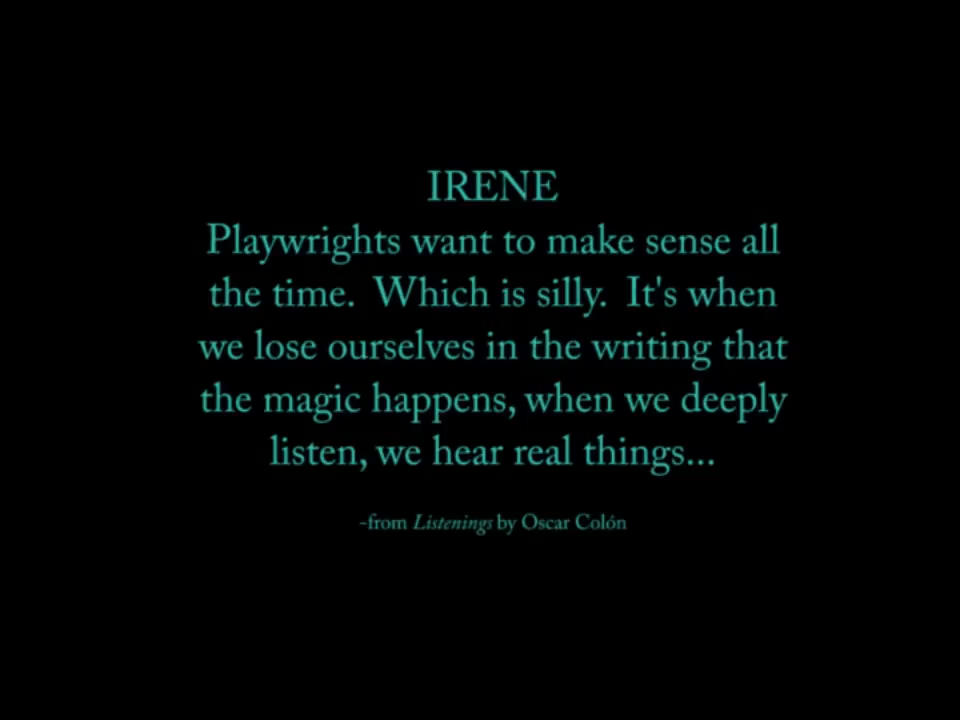 IRENE
Playwrights want to make sense all
the time.  Which is silly.  It's when
we lose ourselves in the writing that
the magic happens, when we deeply
listen, we hear real things...
-from Listenings by Oscar Colón